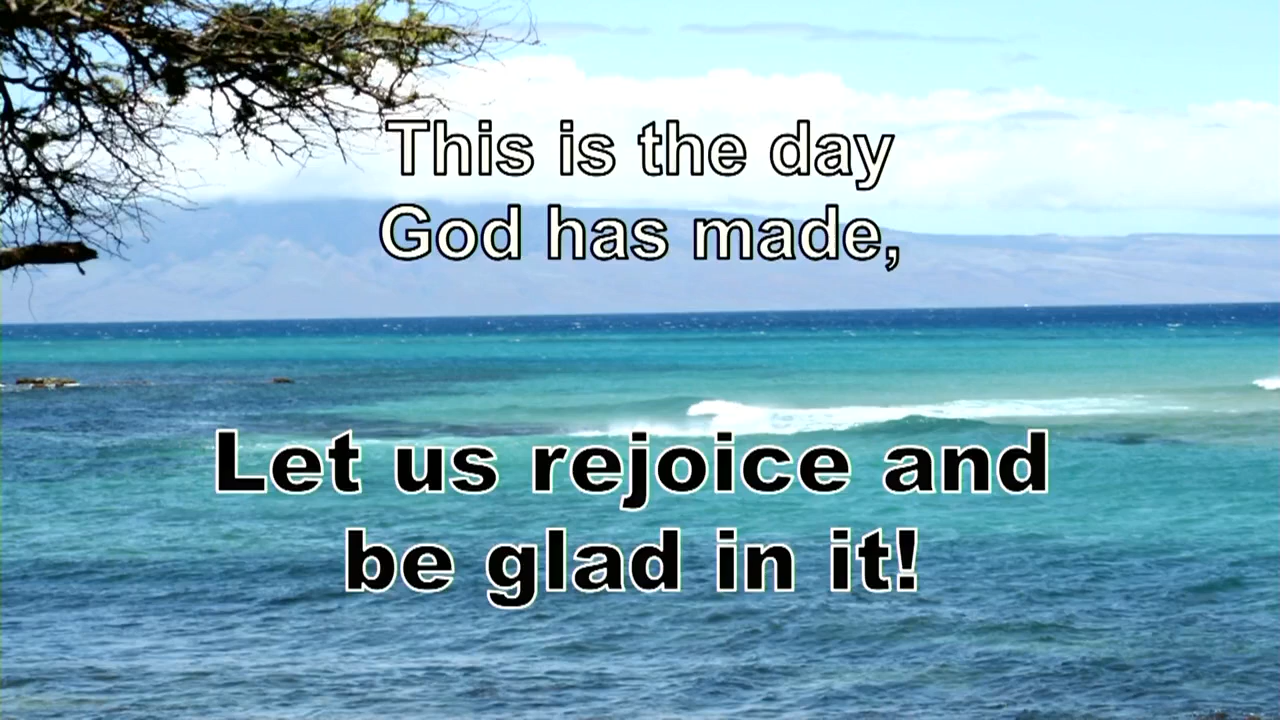 This is the day
God has made,
Let us rejoice and
be glad in it!